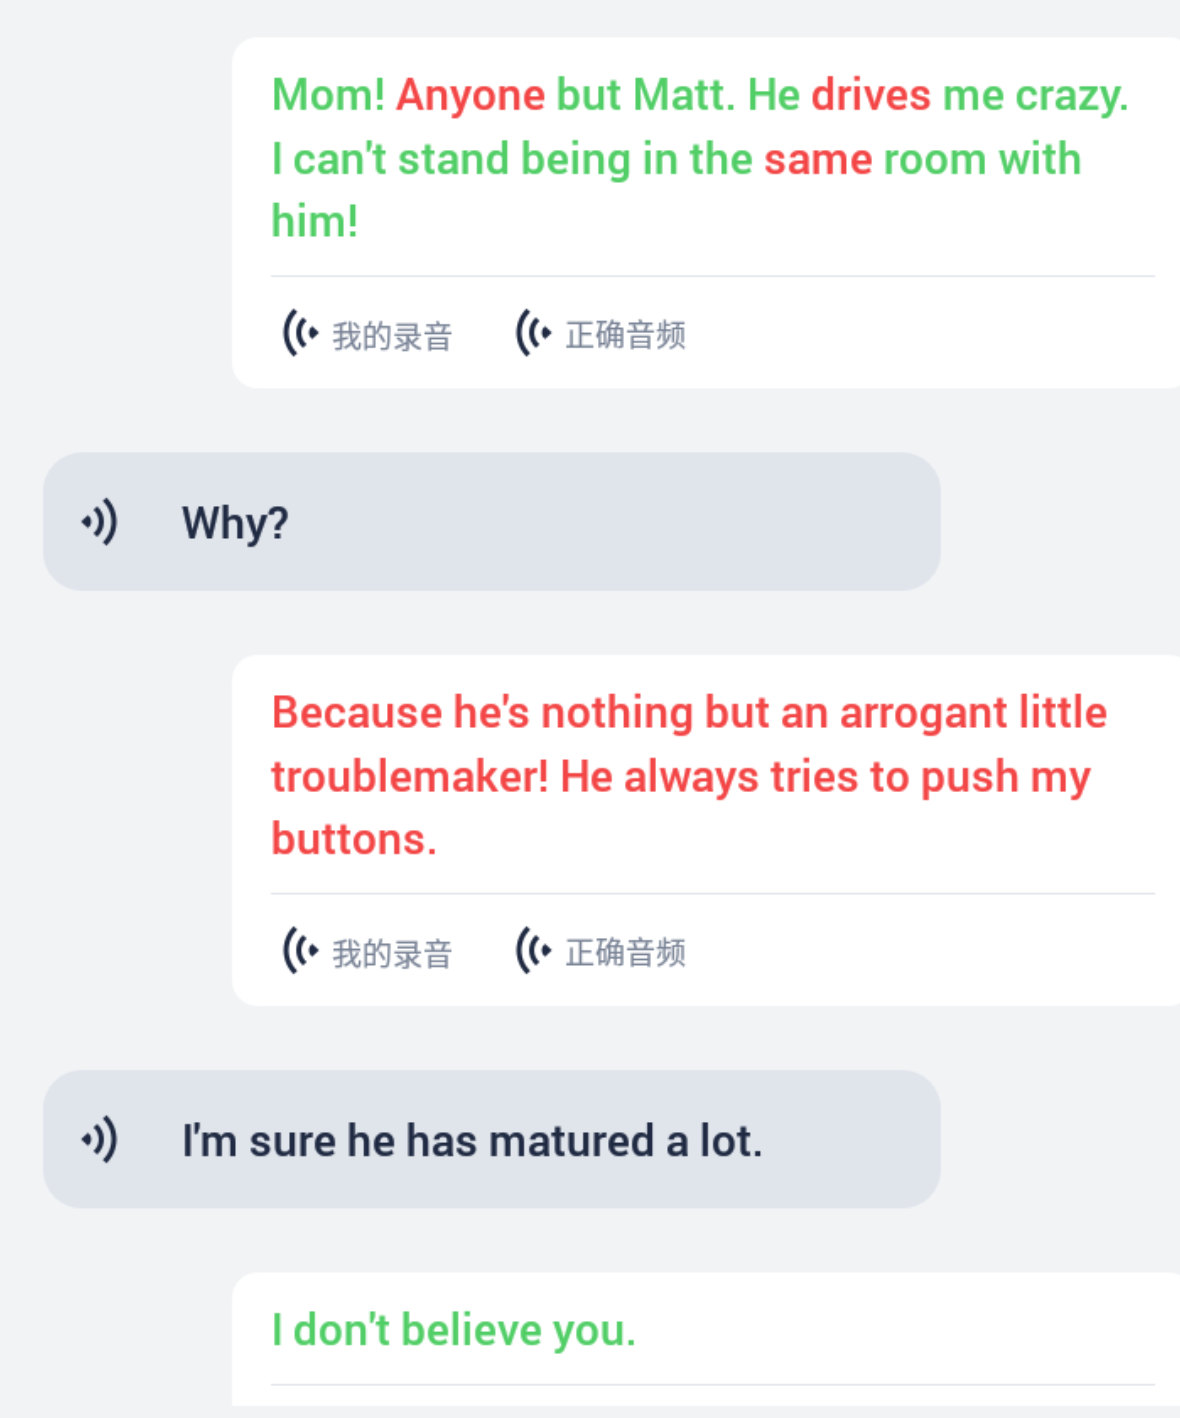 Mom! Anyone but Matt. He drives me crazy.
I can't stand being in the same room with
him!
我的录音 正确音频
Why?
Because he's nothing but an arrogant little
troublemaker! He always tries to push my
buttons.
我的录音 正确音频
I'm sure he has matured a lot.
I don't believe you.